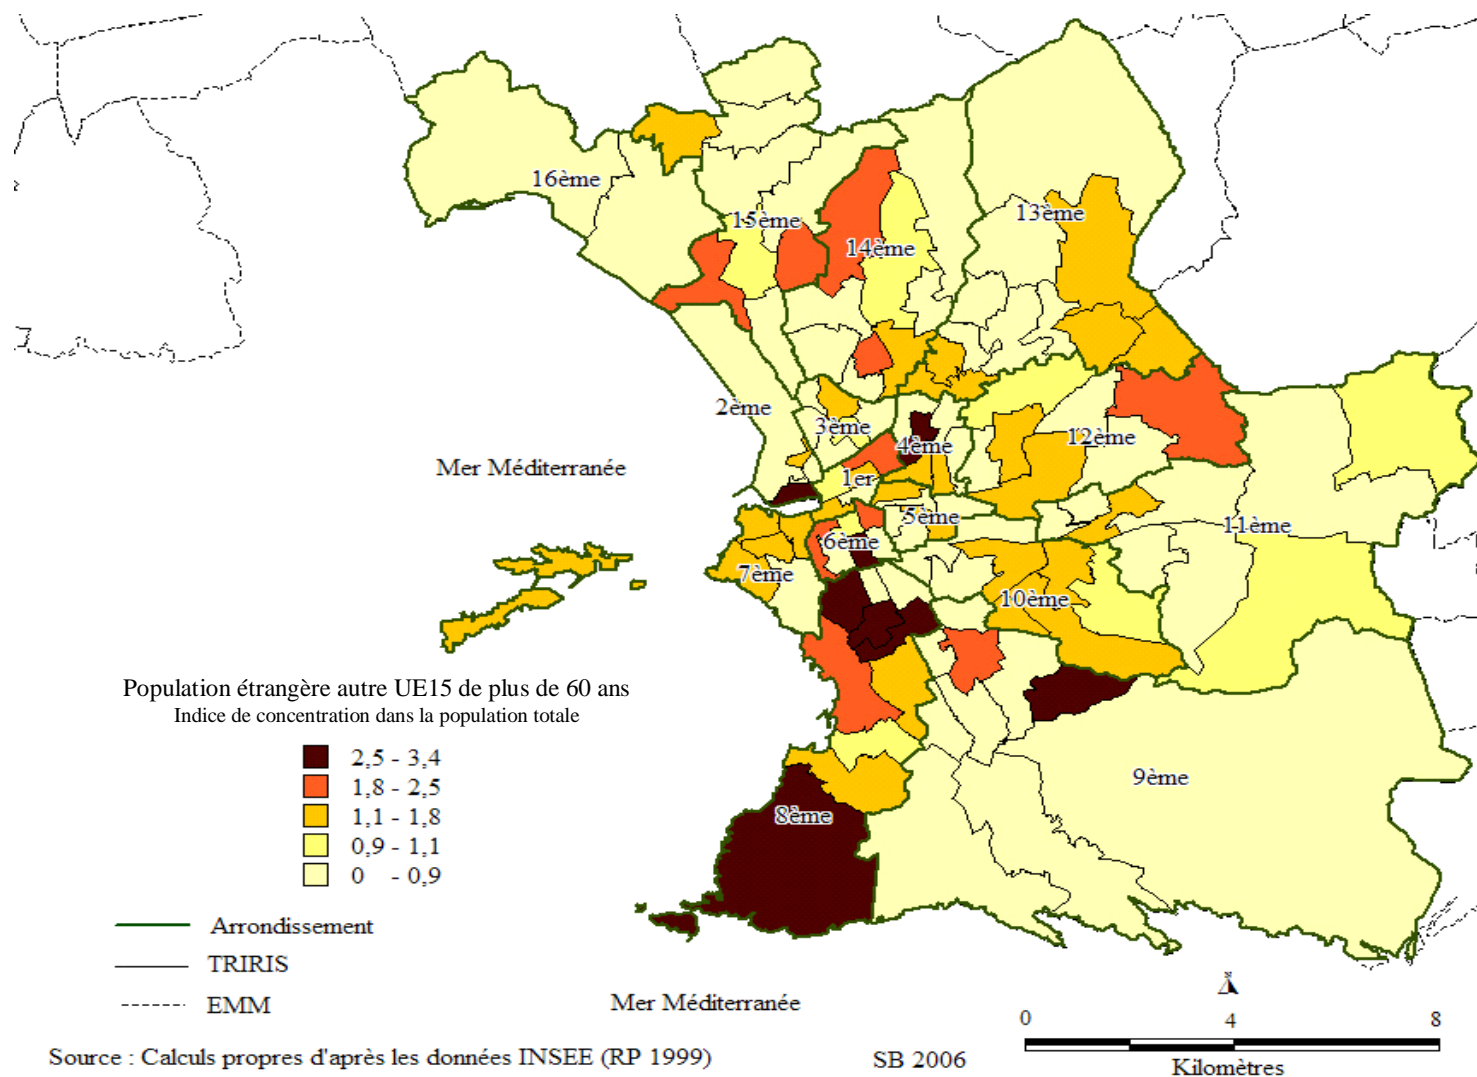 16ème
15ème
13ème
14ème
2ème
3ème
4ème
12ème
Mer Méditerranée
1er
5ème
11ème
6ème
7ème
10ème
Population étrangère autre UE15 de plus de 60 ans
Indice de concentration dans la population totale
2,5 - 3,4
1,8 - 2,5
1,1 - 1,8
0,9 - 1,1
0 - 0,9
9ème
8ème
Arrondissement
TRIRIS
EMM
Mer Méditerranée
N
0 4 8
Kilomètres
Source : Calculs propres d'après les données INSEE (RP 1999)
SB 2006